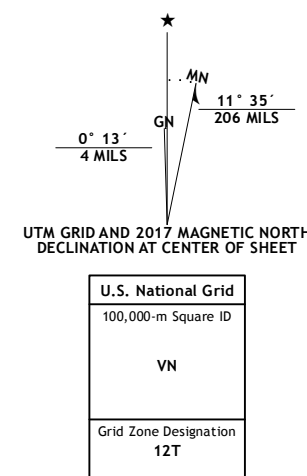 MN
11° 35´
206 MILS
GN
0° 13´
4 MILS
UTM GRID AND 2017 MAGNETIC NORTH
DECLINATION AT CENTER OF SHEET
U.S. National Grid
100,000-m Square ID
VN
Grid Zone Designation
12T